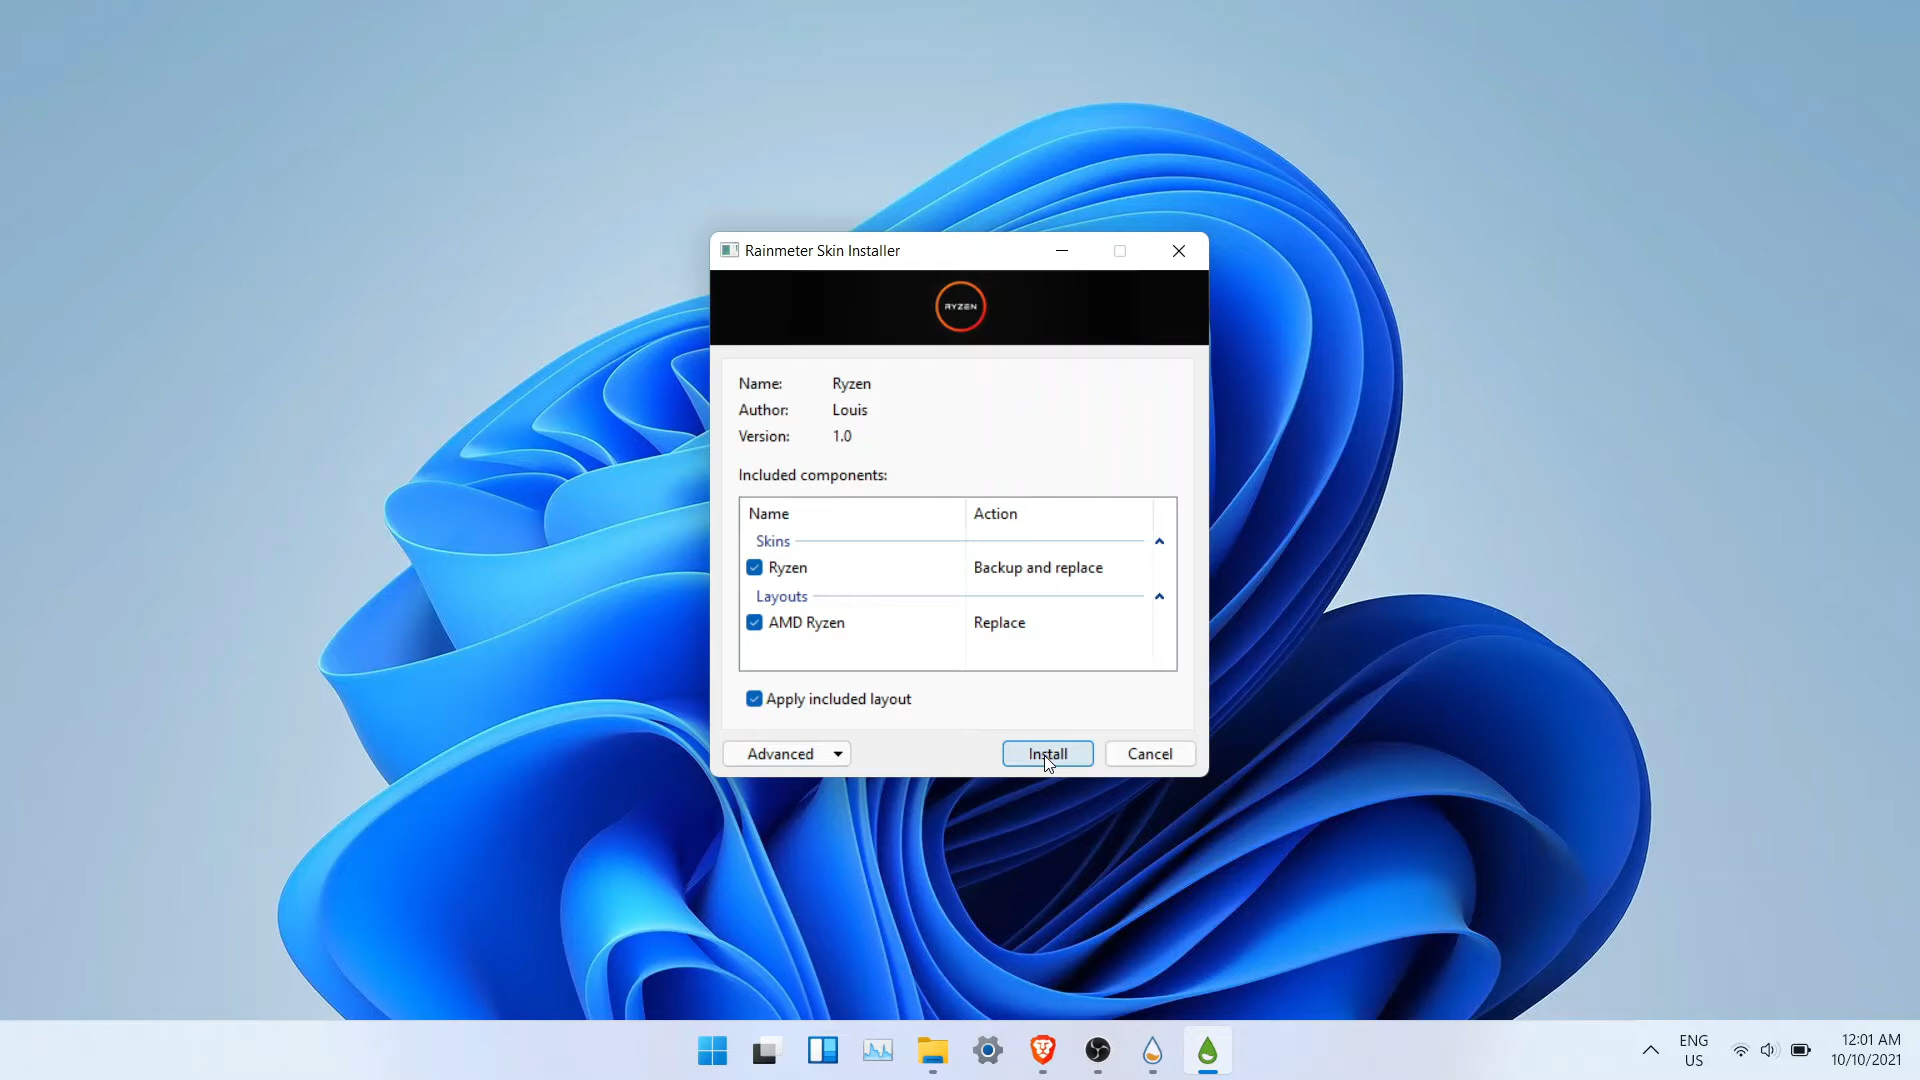 Rainmeter Skin Installer
RYZEN
Name: Ryzen
Author: Louis
Version: 1.0
Included components:
Name Action
Skins
Ryzen Backup and replace
Layouts
AMD Ryzen Replace
Apply included layout
Advanced Install Cancel
ENG 12:01 AM
US 10/10/2021